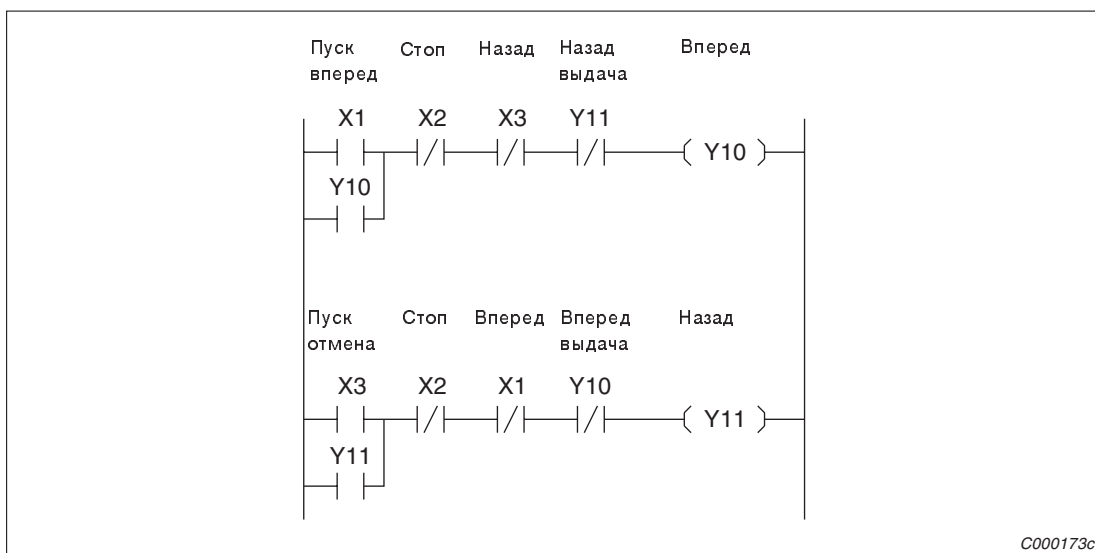 Пуск Стоп Назад Назад Вперед
вперед выдача
X1 X2 X3 Y11
Y10
Y10
Пуск Стоп Вперед Вперед Назад
отмена выдача
X3 X2 X1 Y10
Y11
Y11
C000173c